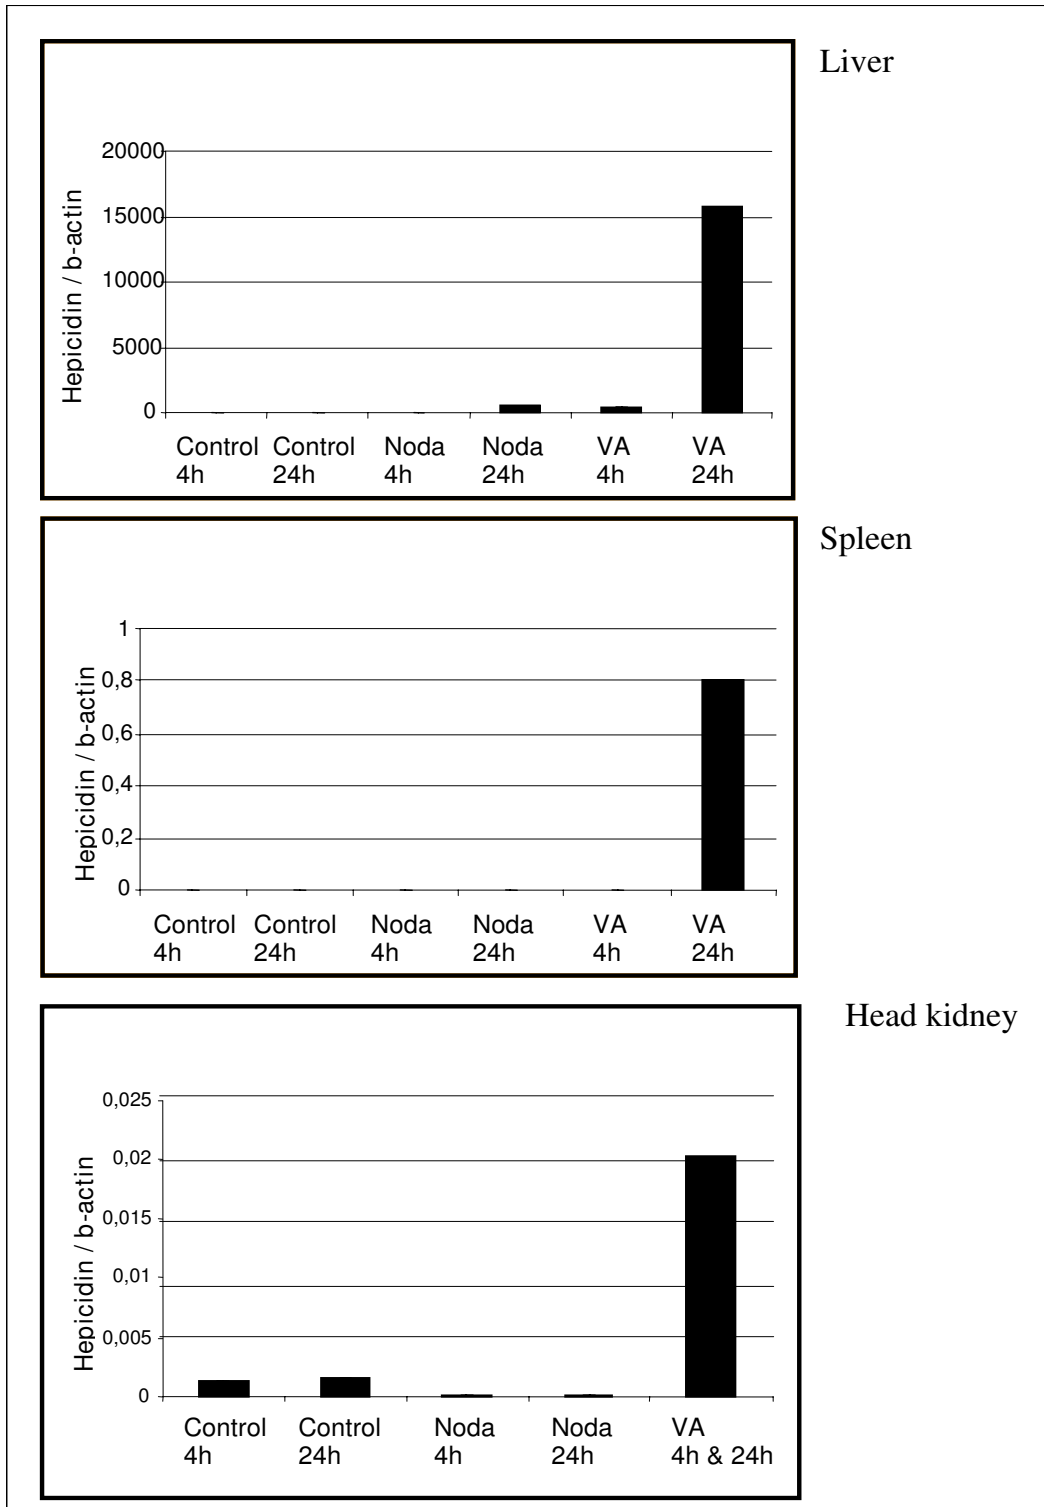 Liver
Hepicidin / b-actin
20000
15000
10000
5000
0
Control Control Noda Noda VA VA
4h 24h 4h 24h 4h 24h
Spleen
Hepicidin / b-actin
1
0,8
0,6
0,4
0,2
0
Control Control Noda Noda VA VA
4h 24h 4h 24h 4h 24h
Head kidney
Hepicidin / b-actin
0,025
0,02
0,015
0,01
0,005
0
Control Control Noda Noda VA
4h 24h 4h 24h 4h & 24h